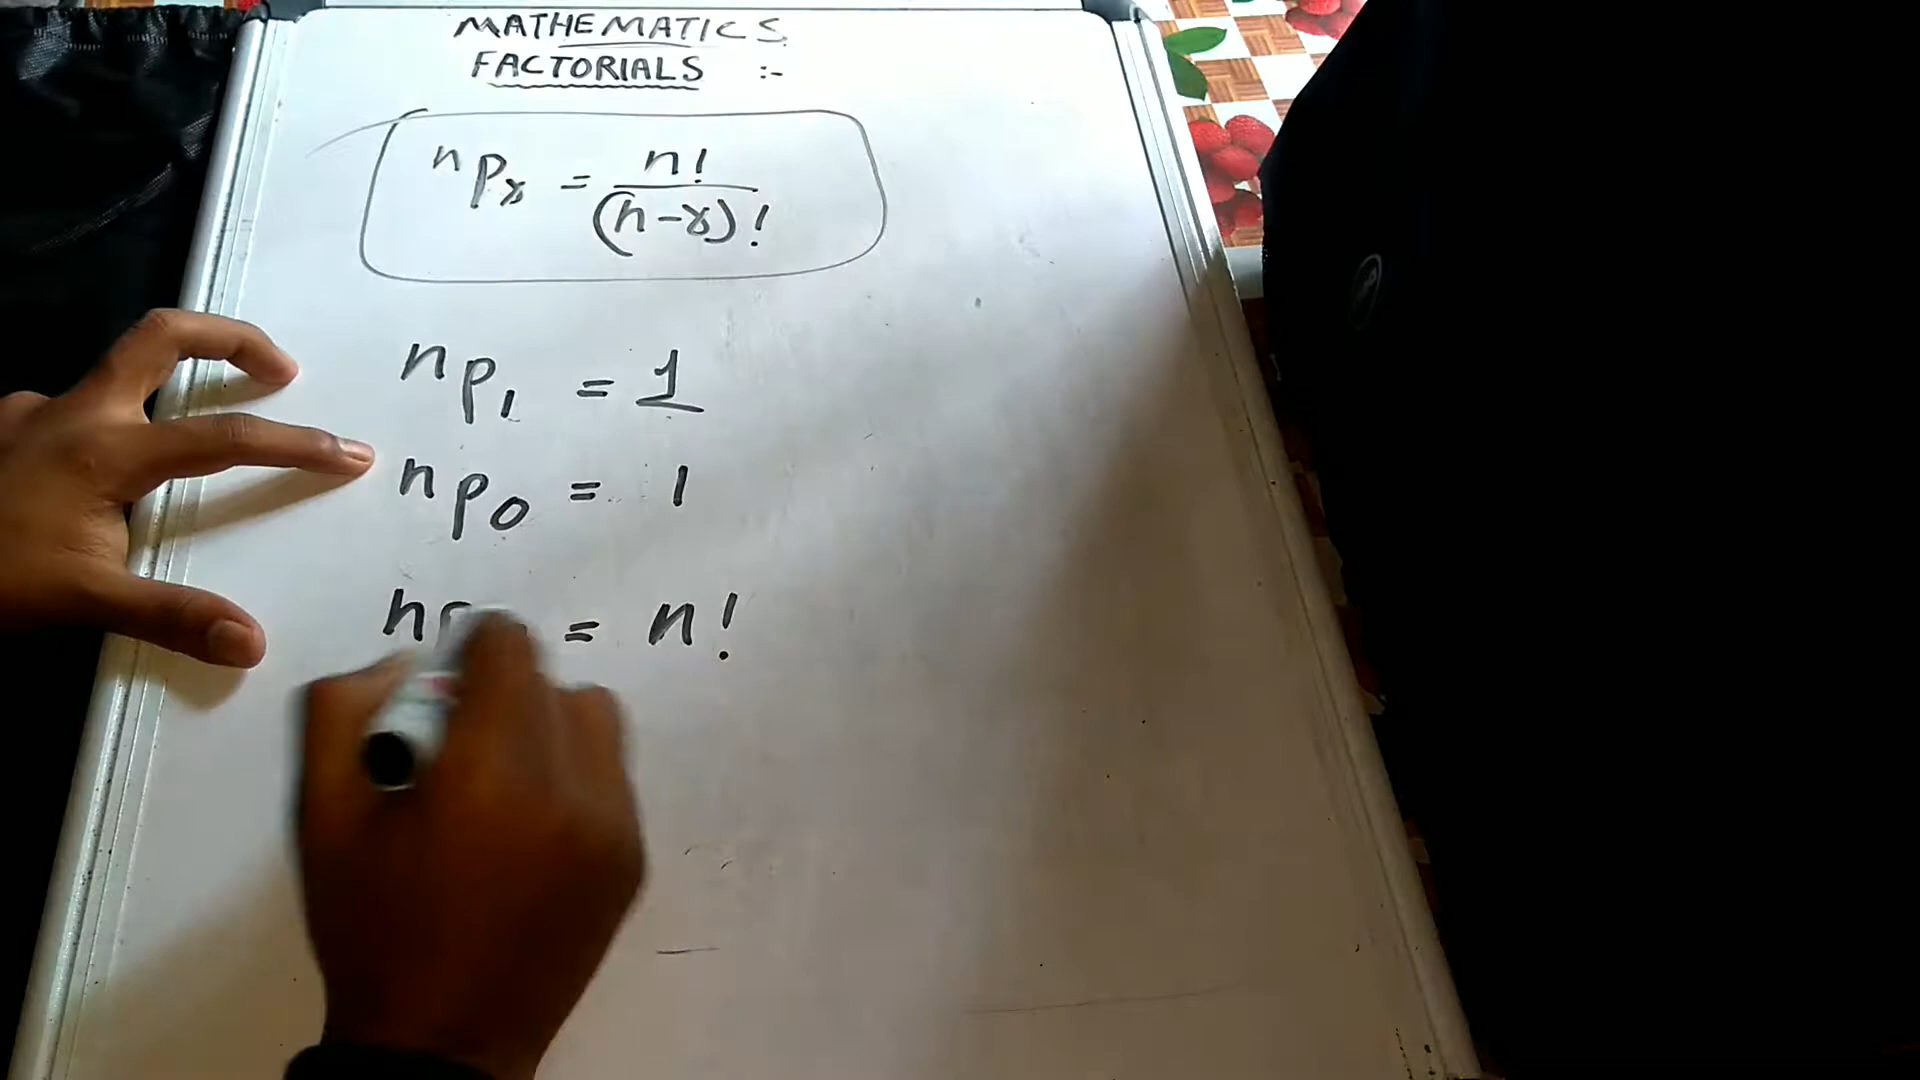 MATHEMATICS.
FACTORIALS :-
nPr = n!/(n-r)!
nP1 = 1
nP0 = 1
n = n!